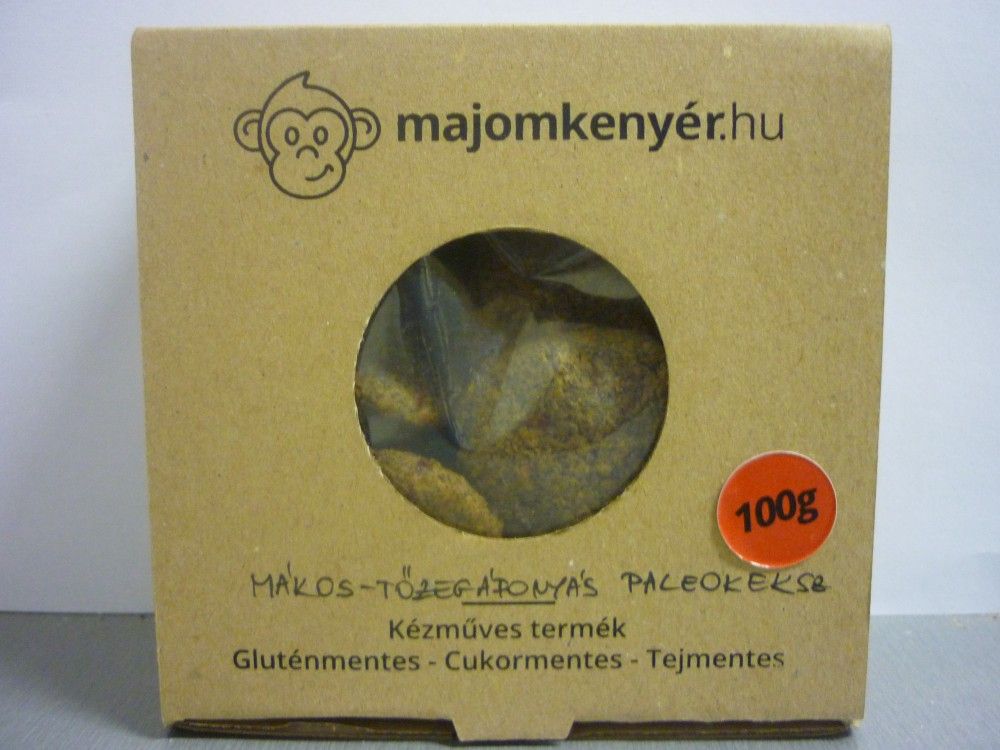 majomkenyér.hu
100g
MÁKOS-TŐZEGÁFONYÁS PALEOKEKSZ
Kézműves termék
Gluténmentes - Cukormentes - Tejmentes